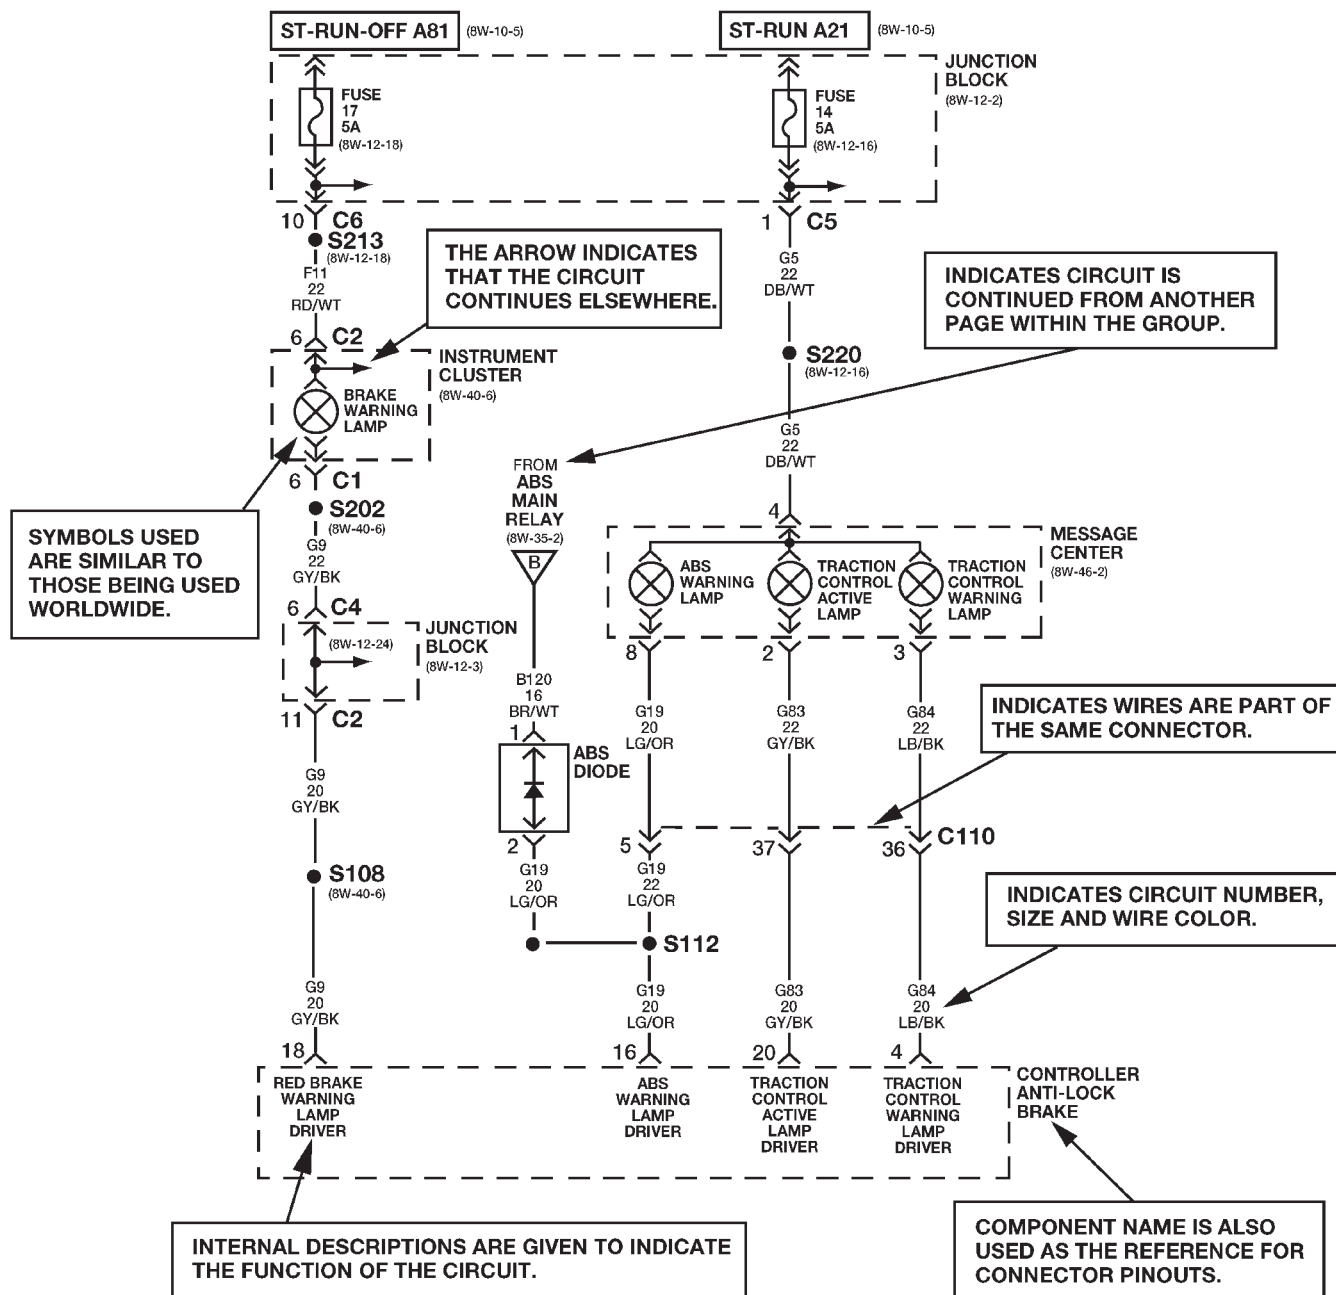 ST-RUN-OFF A81
(8W-10-5)
ST-RUN A21
(8W-10-5)
JUNCTION
BLOCK
(8W-12-2)
FUSE
17
5A
(8W-12-18)
FUSE
14
5A
(8W-12-16)
10
C6
S213
(8W-12-18)
F11
22
RD/WT
6
C2
1
C5
G5
22
DB/WT
THE ARROW INDICATES
THAT THE CIRCUIT
CONTINUES ELSEWHERE.
INDICATES CIRCUIT IS
CONTINUED FROM ANOTHER
PAGE WITHIN THE GROUP.
S220
(8W-12-16)
INSTRUMENT
CLUSTER
(8W-40-6)
BRAKE
WARNING
LAMP
6
C1
S202
(8W-40-6)
G9
22
GY/BK
6
C4
SYMBOLS USED
ARE SIMILAR TO
THOSE BEING USED
WORLDWIDE.
G5
22
DB/WT
FROM
ABS
MAIN
RELAY
(8W-35-2)
B
4
MESSAGE
CENTER
(8W-46-2)
ABS
WARNING
LAMP
TRACTION
CONTROL
ACTIVE
LAMP
TRACTION
CONTROL
WARNING
LAMP
8
2
3
JUNCTION
BLOCK
(8W-12-3)
(8W-12-24)
11
C2
B120
16
BR/WT
1
ABS
DIODE
2
G19
20
LG/OR
G83
22
GY/BK
G84
22
LB/BK
INDICATES WIRES ARE PART OF
THE SAME CONNECTOR.
G9
20
GY/BK
5
37
36
C110
G19
20
LG/OR
G19
22
LG/OR
S108
(8W-40-6)
S112
INDICATES CIRCUIT NUMBER,
SIZE AND WIRE COLOR.
G9
20
GY/BK
G19
20
LG/OR
G83
20
GY/BK
G84
20
LB/BK
18
16
20
4
RED BRAKE
WARNING
LAMP
DRIVER
ABS
WARNING
LAMP
DRIVER
TRACTION
CONTROL
ACTIVE
LAMP
DRIVER
TRACTION
CONTROL
WARNING
LAMP
DRIVER
CONTROLLER
ANTI-LOCK
BRAKE
INTERNAL DESCRIPTIONS ARE GIVEN TO INDICATE
THE FUNCTION OF THE CIRCUIT.
COMPONENT NAME IS ALSO
USED AS THE REFERENCE FOR
CONNECTOR PINOUTS.